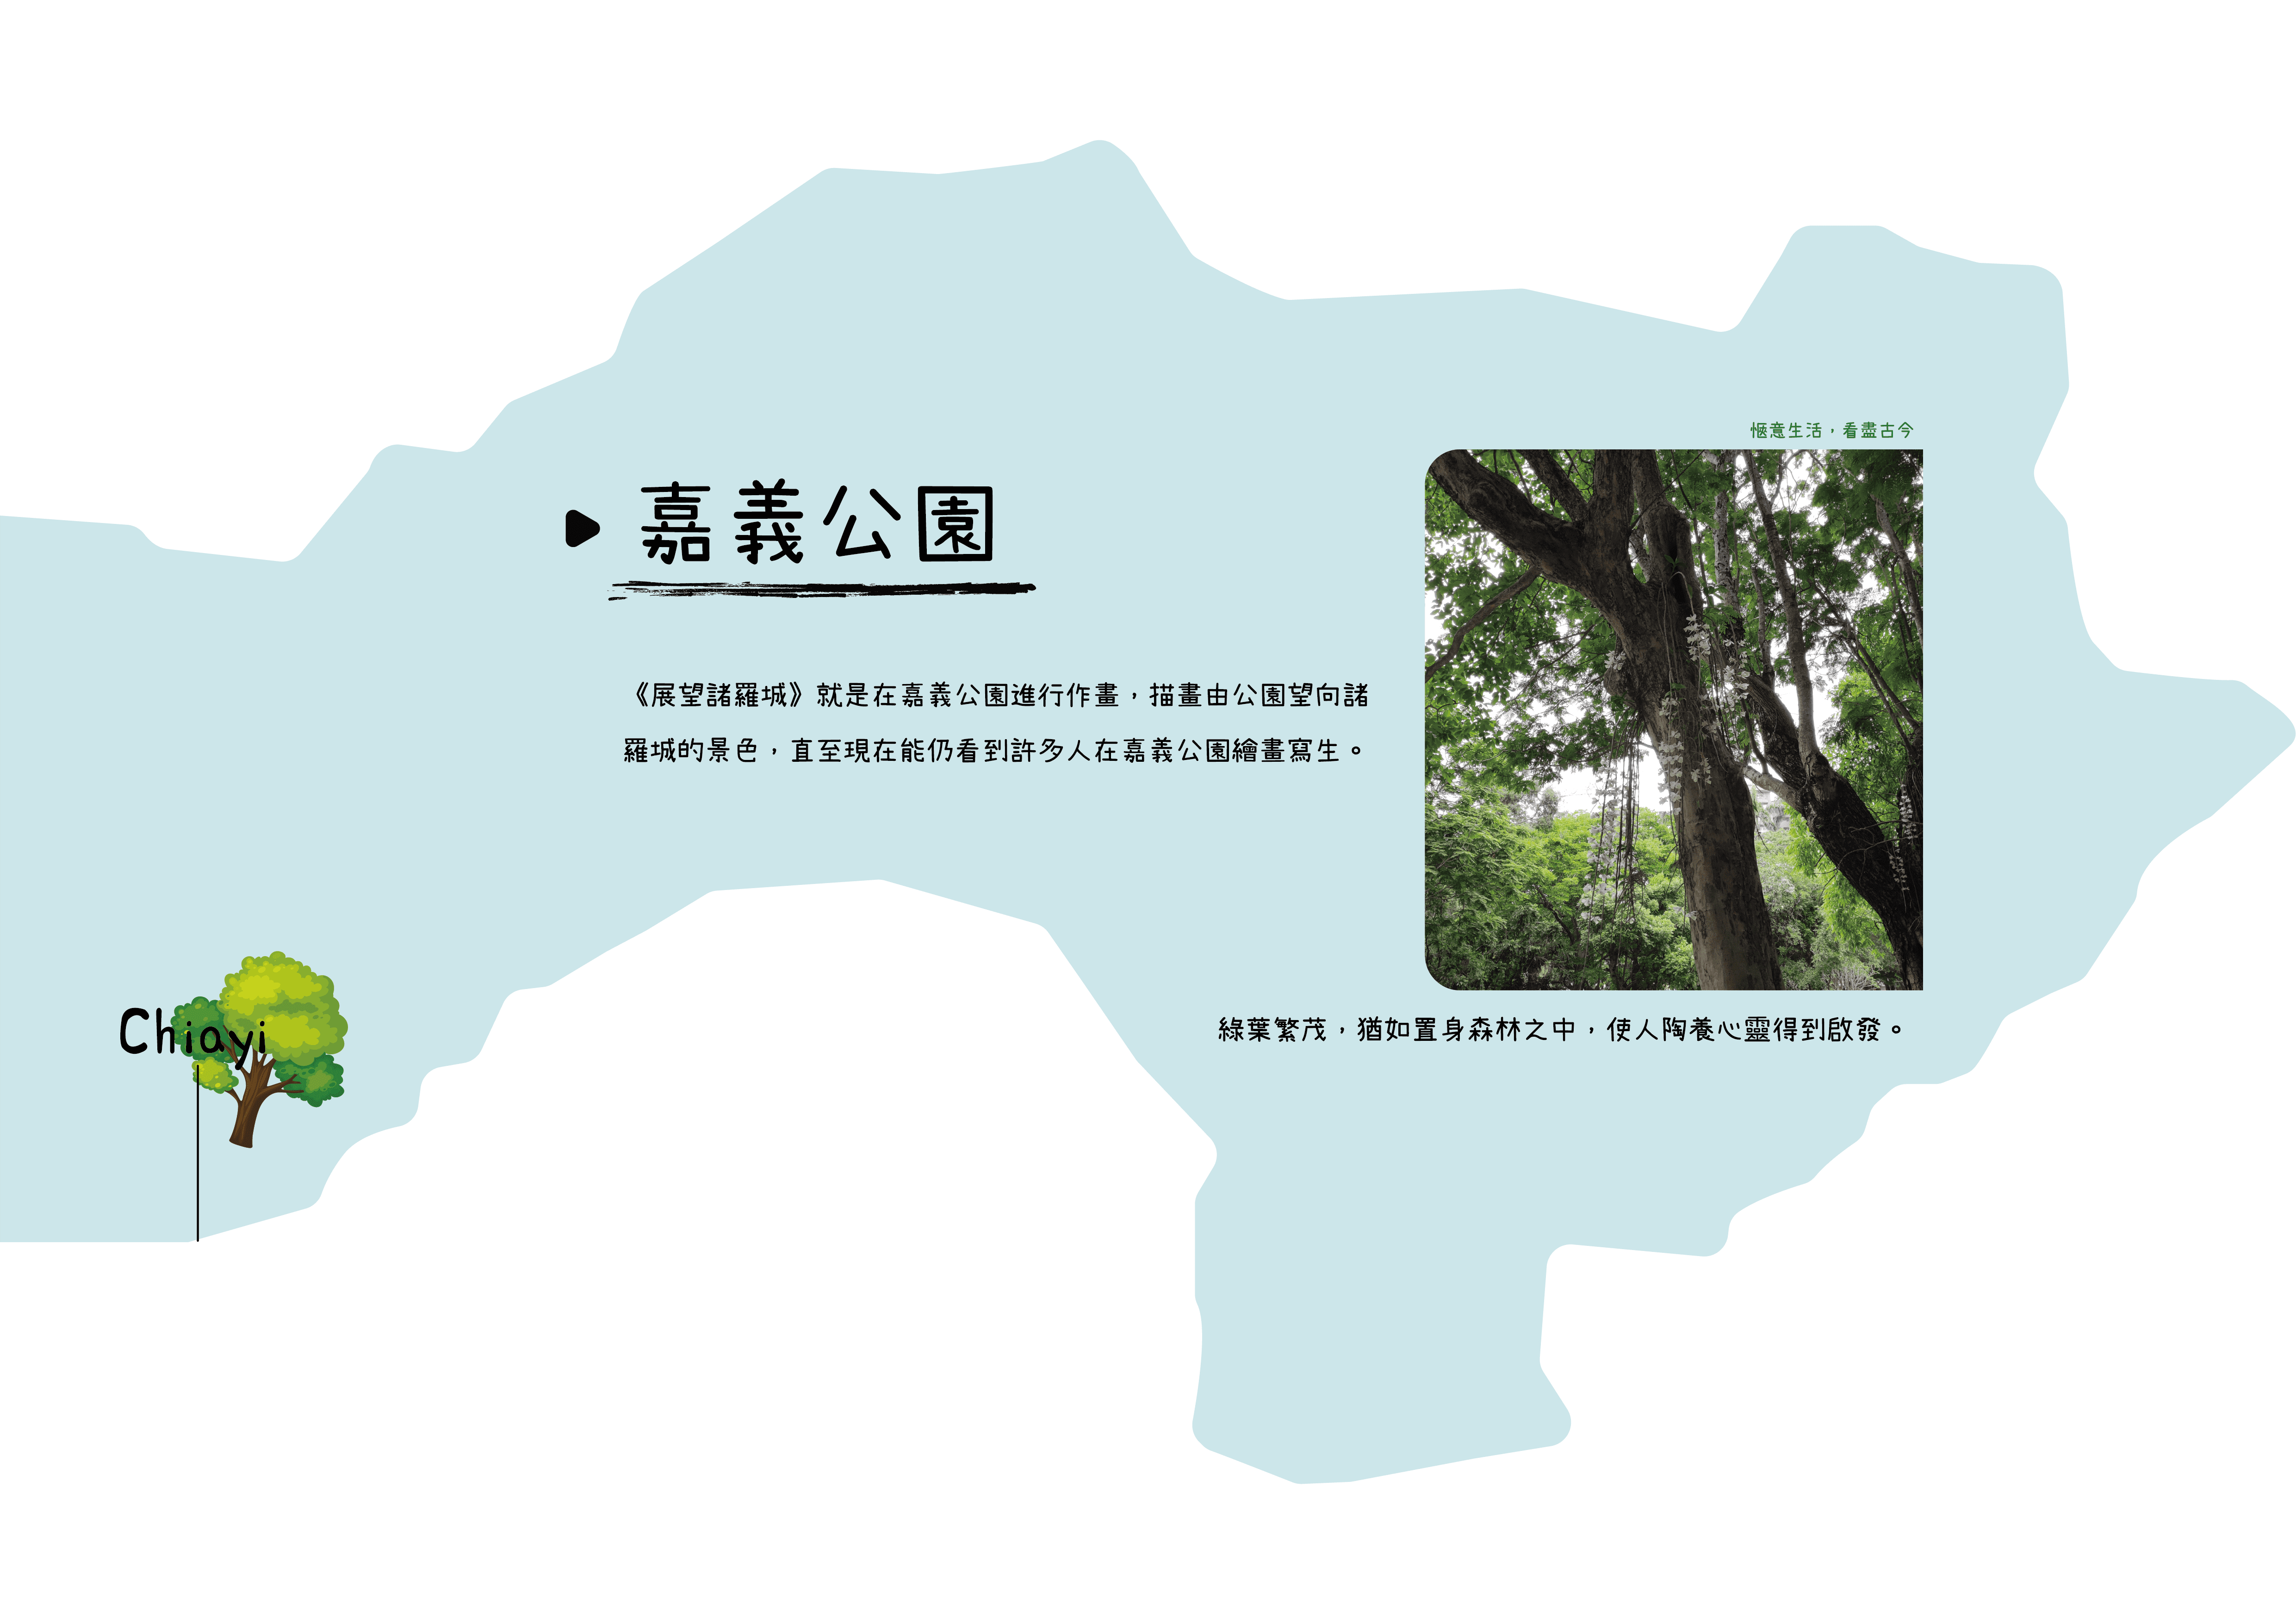 愜意生活，看盡古今
嘉義公園
《展望諸羅城》就是在嘉義公園進行作畫，描畫由公園望向諸
羅城的景色，直至現在能仍看到許多人在嘉義公園繪畫寫生。
Chiayi
綠葉繁茂，猶如置身森林之中，使人陶養心靈得到啟發。